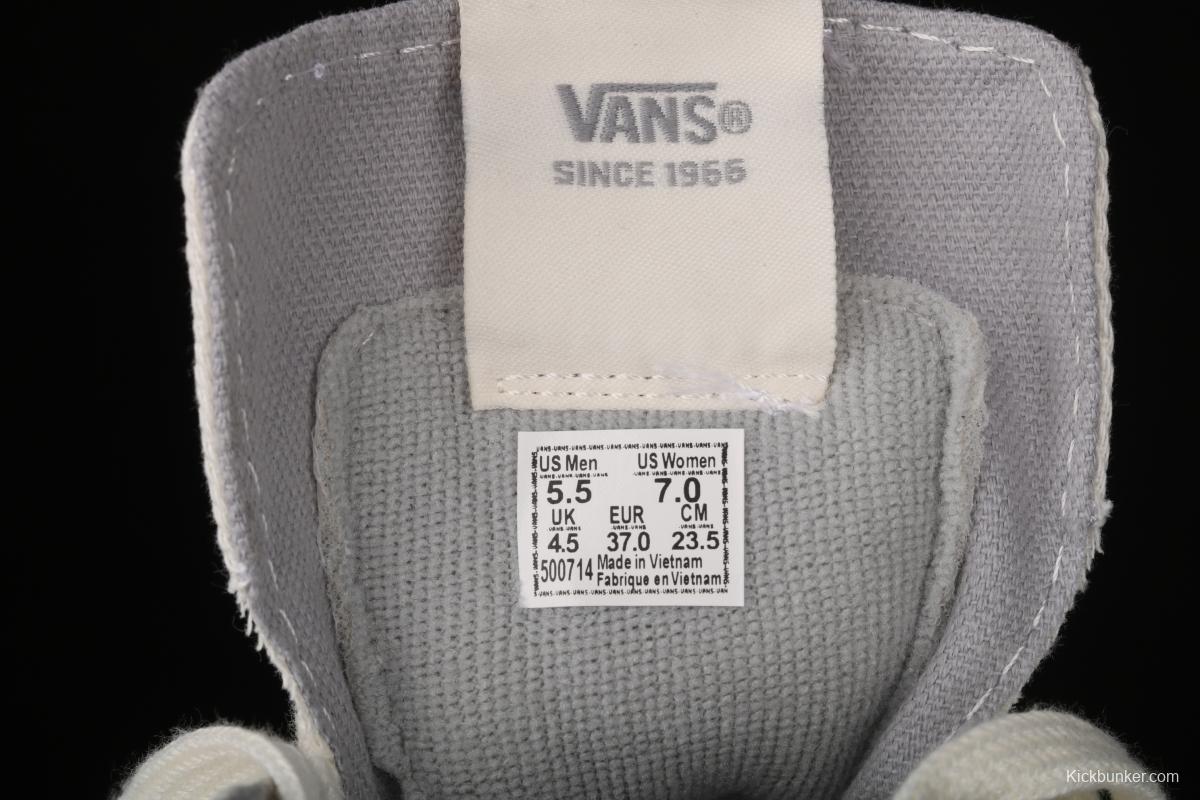 VANS®
SINCE 1966
US Men US Women
5.5 7.0
UK EUR CM
4.5 37.0 23.5
500714 Made in Vietnam
Fabrique en Vietnam
Kickbunker.com